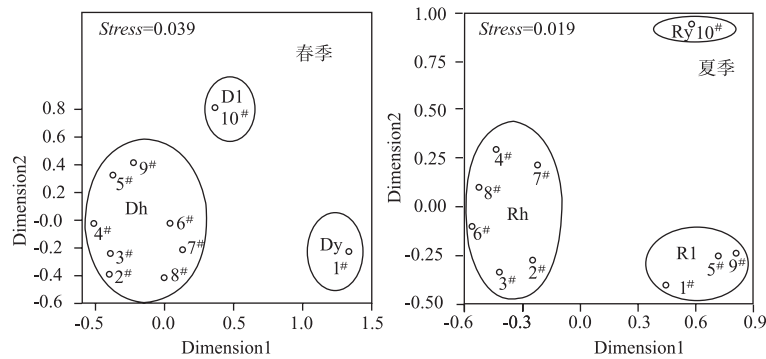 Stress=0.039
春季
D1
10#
0.8
0.6
0.4
0.2
-0.0
-0.2
-0.4
-0.6
Dimension2
9#
5#
Dh
4#
6#
3#
7#
2#
8#
Dy
1#
-0.5 0.0 0.5 1.0 1.5
Dimension1
Stress=0.019
Ry10#
夏季
1.00
0.75
0.50
0.25
0.00
-0.25
-0.50
Dimension2
4#
7#
8#
Rh
6#
2#
3#
R1
5# 9#
1#
-0.6 -0.3 0.0 0.3 0.6 0.9
Dimension1